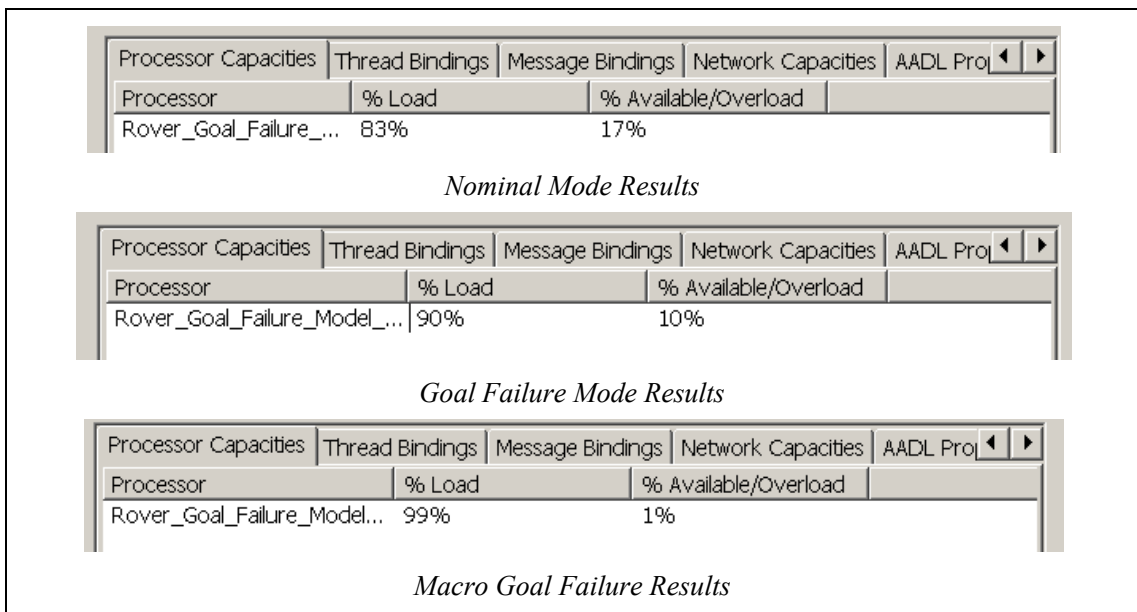 Processor Capacities Thread Bindings Message Bindings Network Capacities AADL Pro
Processor % Load % Available/Overload
Rover_Goal_Failure_... 83% 17%
Nominal Mode Results
Processor Capacities Thread Bindings Message Bindings Network Capacities AADL Pro
Processor % Load % Available/Overload
Rover_Goal_Failure_Model_... 90% 10%
Goal Failure Mode Results
Processor Capacities Thread Bindings Message Bindings Network Capacities AADL Pro
Processor % Load % Available/Overload
Rover_Goal_Failure_Model... 99% 1%
Macro Goal Failure Results